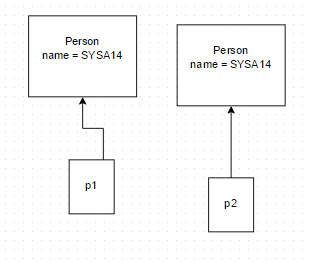 Person
name = SYSA14
Person
name = SYSA14
p1
p2